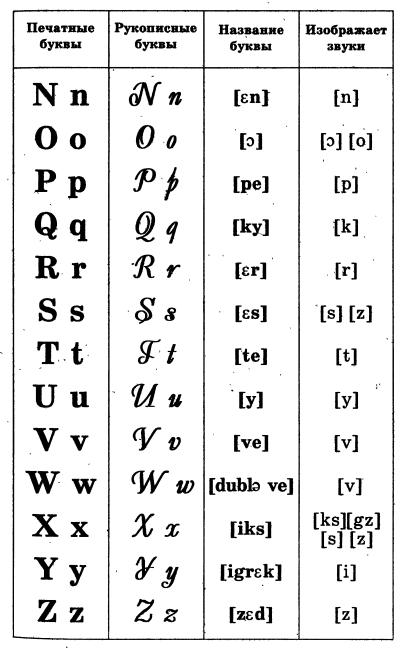 Печатные буквы Рукописные буквы Название буквы Изображает звуки
N n N n [ɛn] [n]
O o O o [ɔ] [ɔ] [o]
P p P p [pe] [p]
Q q Q q [ky] [k]
R r R r [ɛr] [r]
S s S s [ɛs] [s] [z]
T t T t [te] [t]
U u U u [y] [y]
V v V v [ve] [v]
W w W w [dublə ve] [v]
X x X x [iks] [ks][gz] [s] [z]
Y y Y y [igrɛk] [i]
Z z Z z [zɛd] [z]